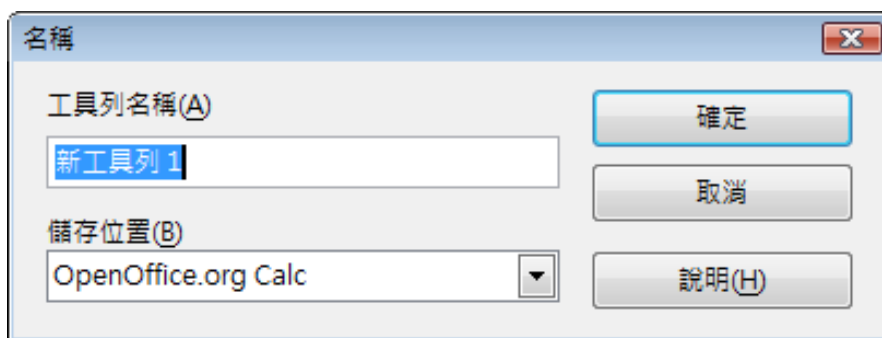 名稱
工具列名稱(A)
新工具列 1
儲存位置(B)
OpenOffice.org Calc
確定
取消
說明(H)